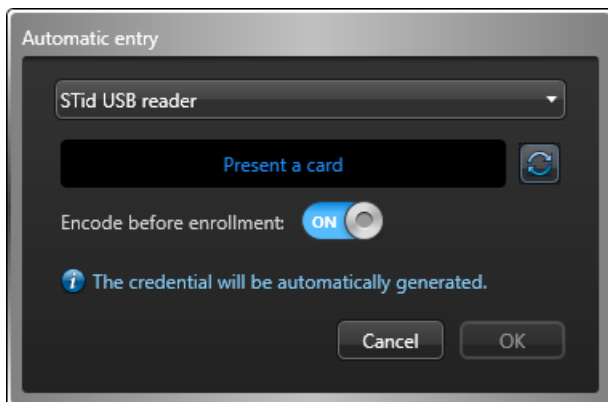 Automatic entry
STid USB reader
Present a card
Encode before enrollment: ON
The credential will be automatically generated.
Cancel OK